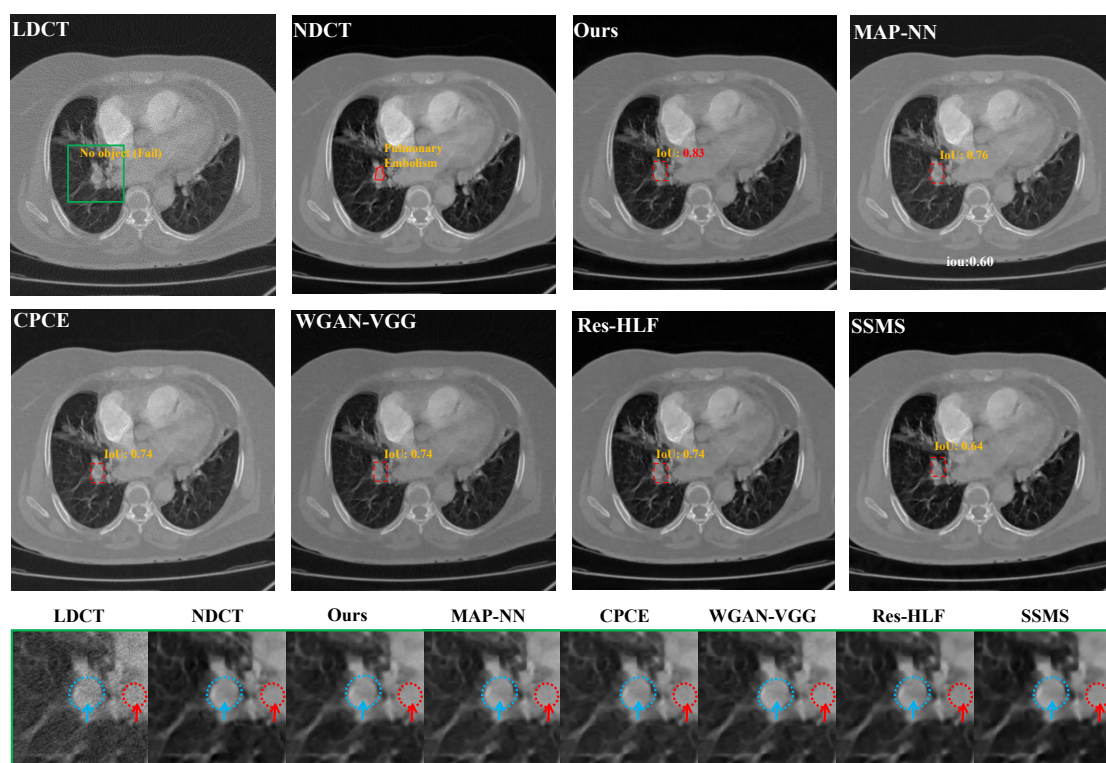 LDCT
NDCT
Ours
MAP-NN
No object (Fail)
Pulmonary
Embolism
IoU: 0.83
IoU: 0.76
iou:0.60
CPCE
WGAN-VGG
Res-HLF
SSMS
IoU: 0.74
IoU: 0.74
IoU: 0.74
IoU: 0.64
LDCT
NDCT
Ours
MAP-NN
CPCE
WGAN-VGG
Res-HLF
SSMS